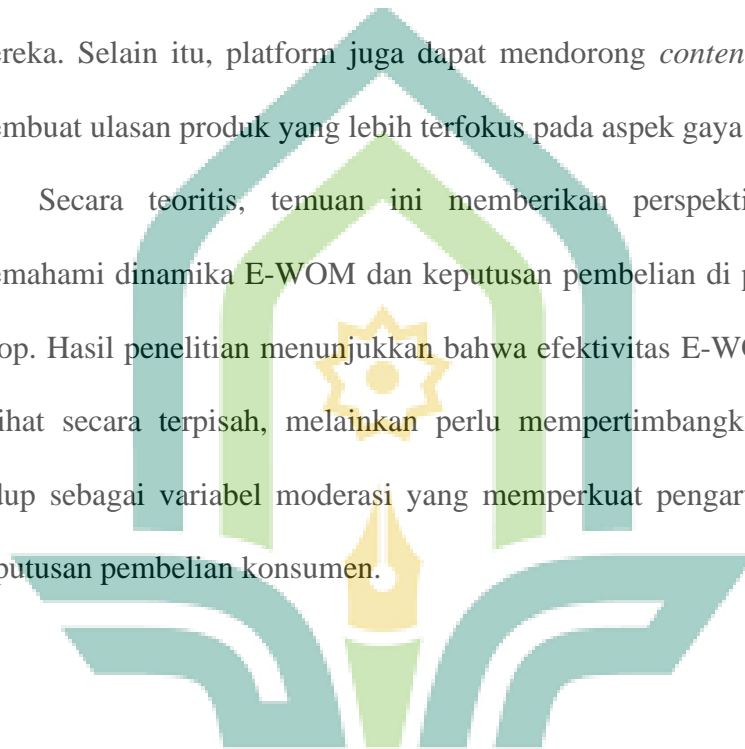 ereka. Selain itu, platform juga dapat mendorong conten
embuat ulasan produk yang lebih terfokus pada aspek gaya
Secara teoritis, temuan ini memberikan perspekti
emahami dinamika E-WOM dan keputusan pembelian di p
op. Hasil penelitian menunjukkan bahwa efektivitas E-WO
ihat secara terpisah, melainkan perlu mempertimbangk
dup sebagai variabel moderasi yang memperkuat pengar
putusan pembelian konsumen.